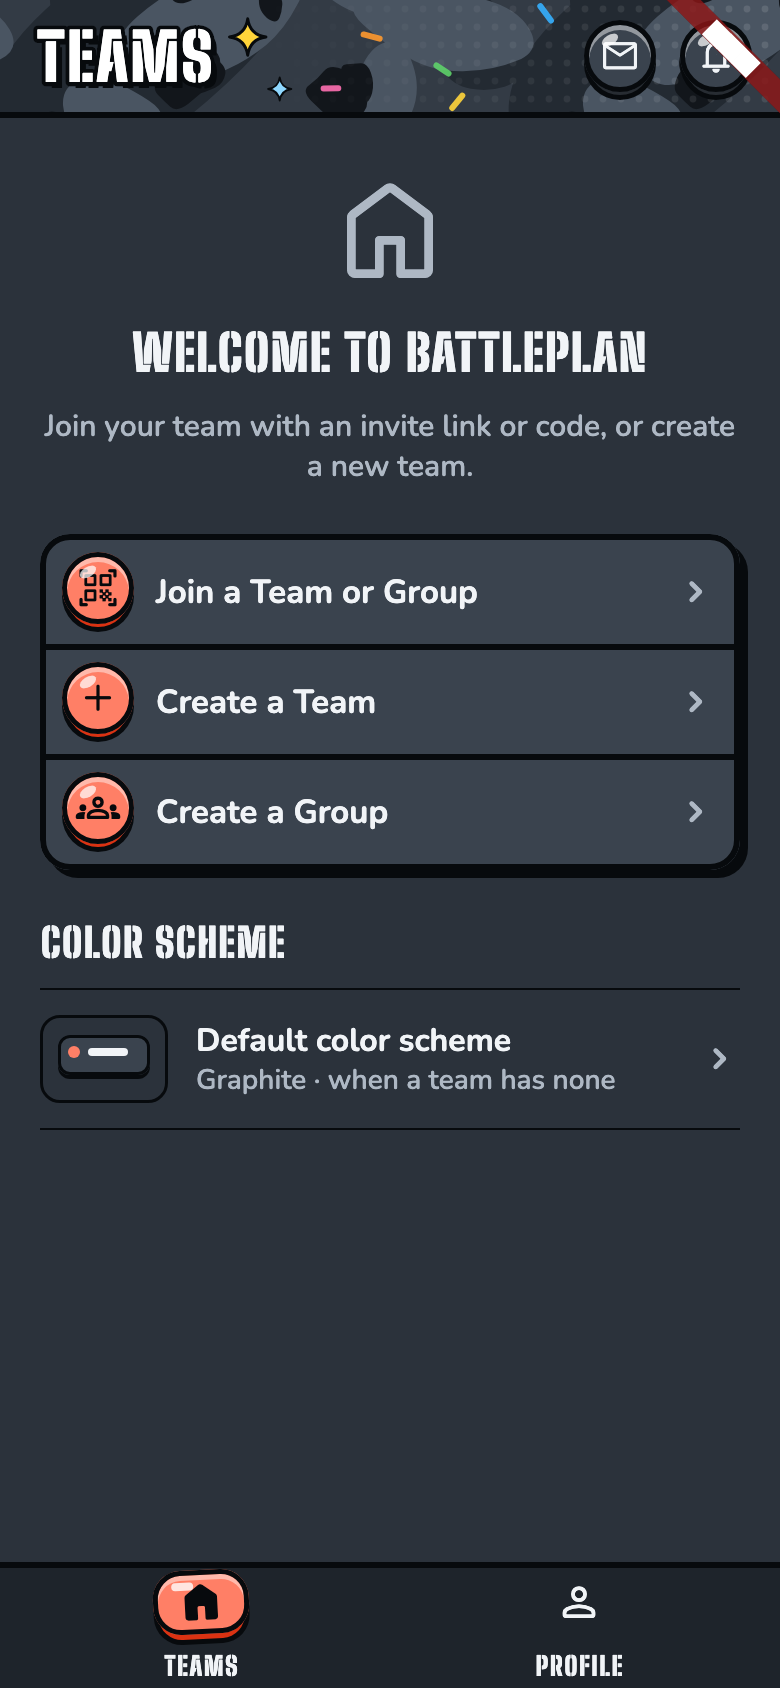 TEAMS
WELCOME TO BATTLEPLAN
Join your team with an invite link or code, or create
a new team.
Join a Team or Group
Create a Team
Create a Group
COLOR SCHEME
Default color scheme
Graphite · when a team has none
TEAMS
PROFILE